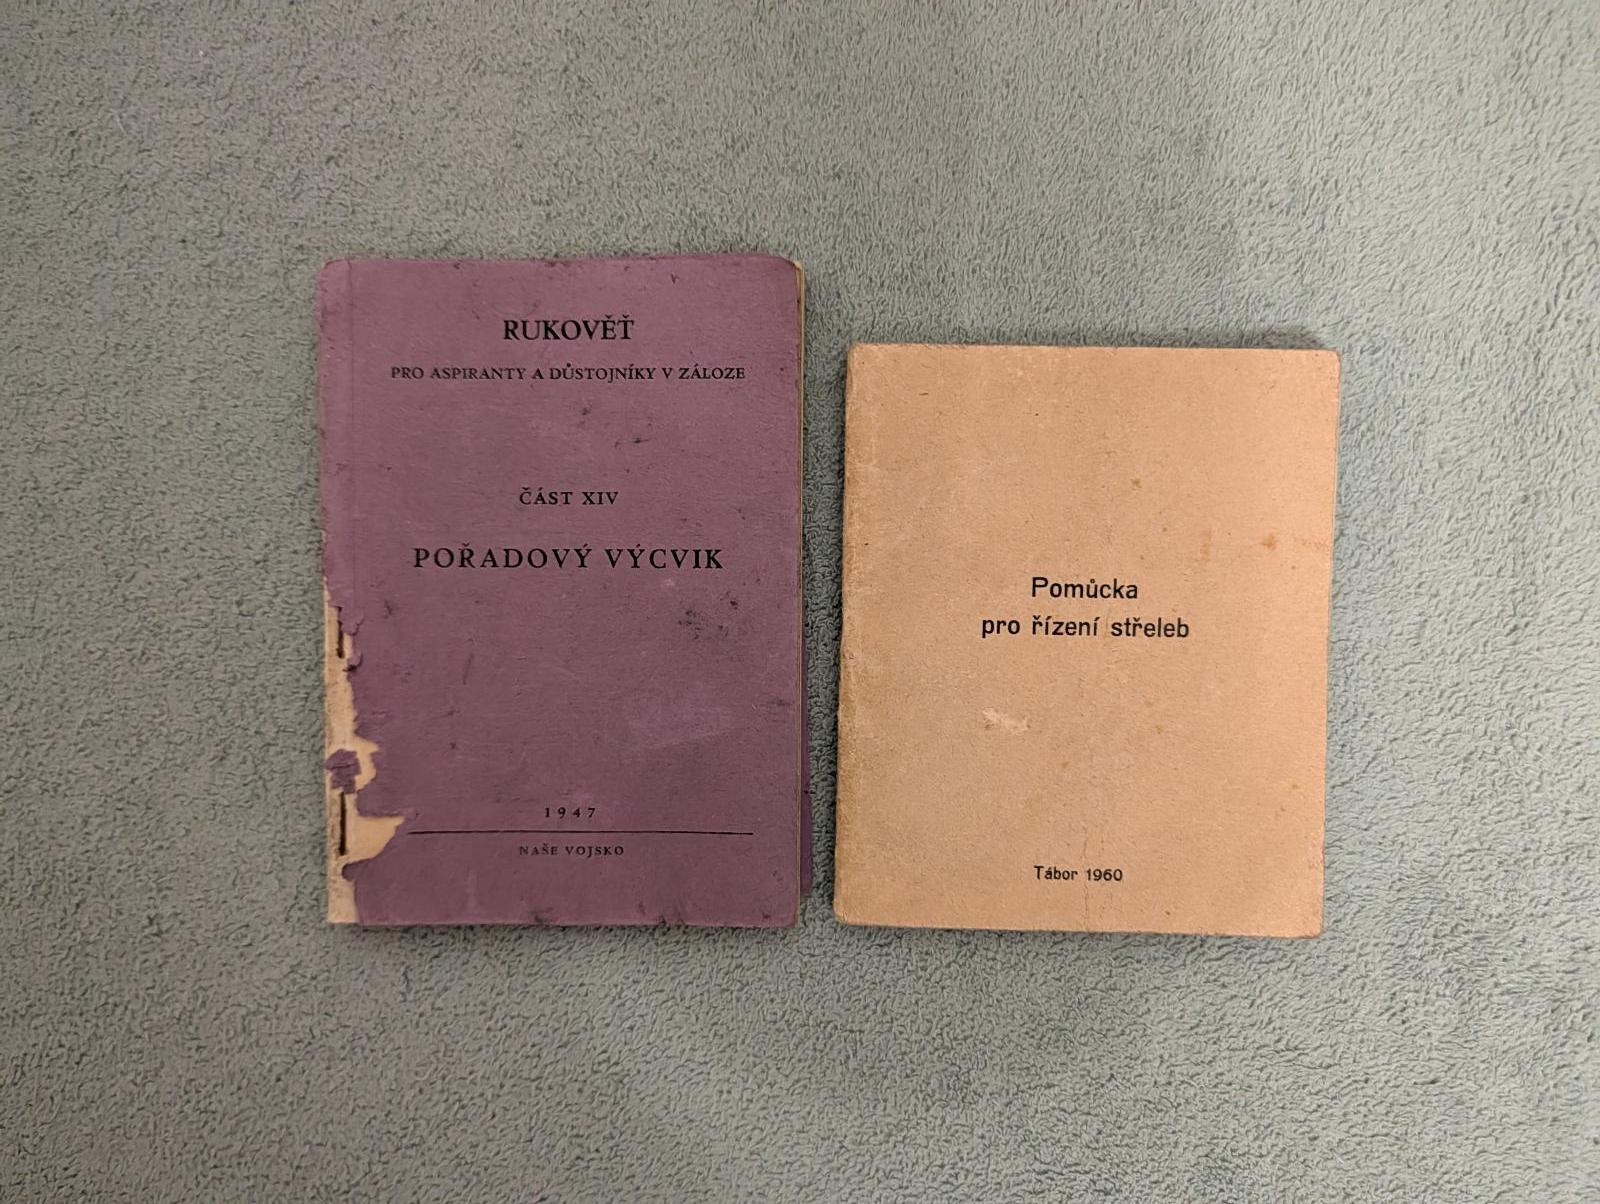 RUKOVĚŤ
PRO ASPIRANTY A DŮSTOJNÍKY V ZÁLOZE
ČÁST XIV
POŘADOVÝ VÝCVIK
1947
NAŠE VOJSKO
Pomůcka
pro řízení střeleb
Tábor 1960